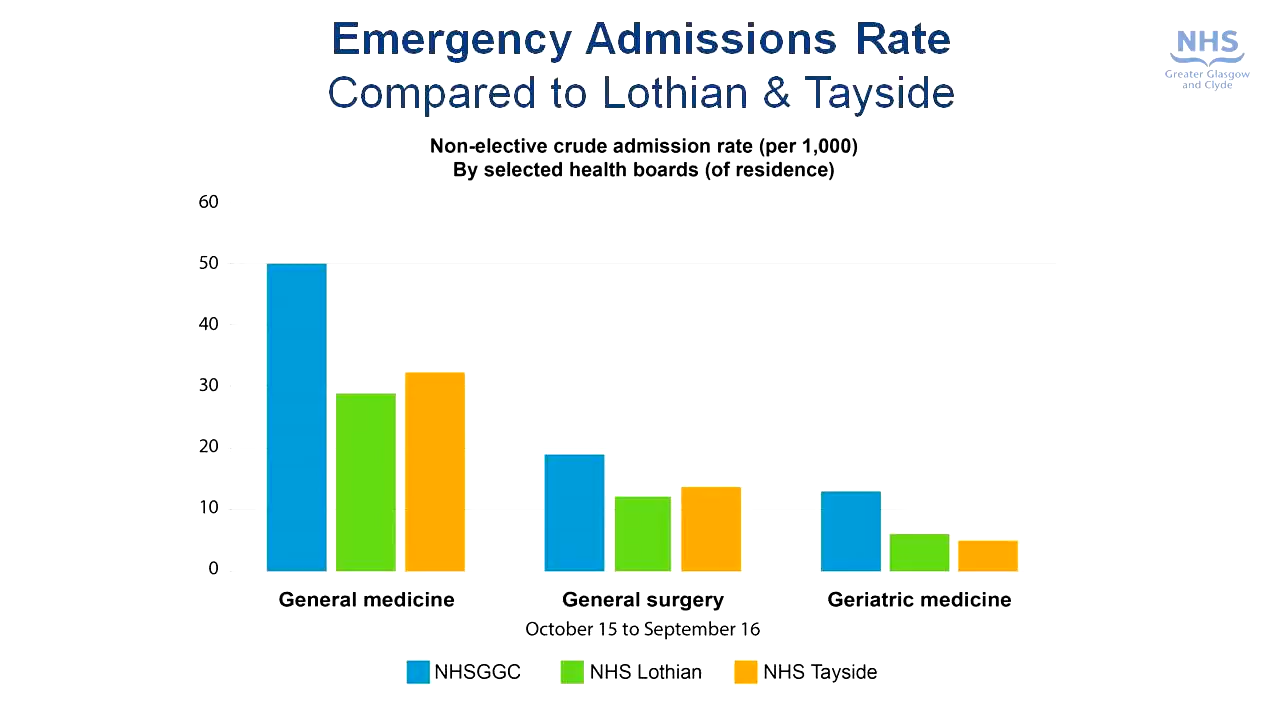 Emergency Admissions Rate
Compared to Lothian & Tayside
NHS
Greater Glasgow
and Clyde
Non-elective crude admission rate (per 1,000)
By selected health boards (of residence)
60
50
40
30
20
10
0
General medicine
General surgery
Geriatric medicine
October 15 to September 16
NHSGGC
NHS Lothian
NHS Tayside